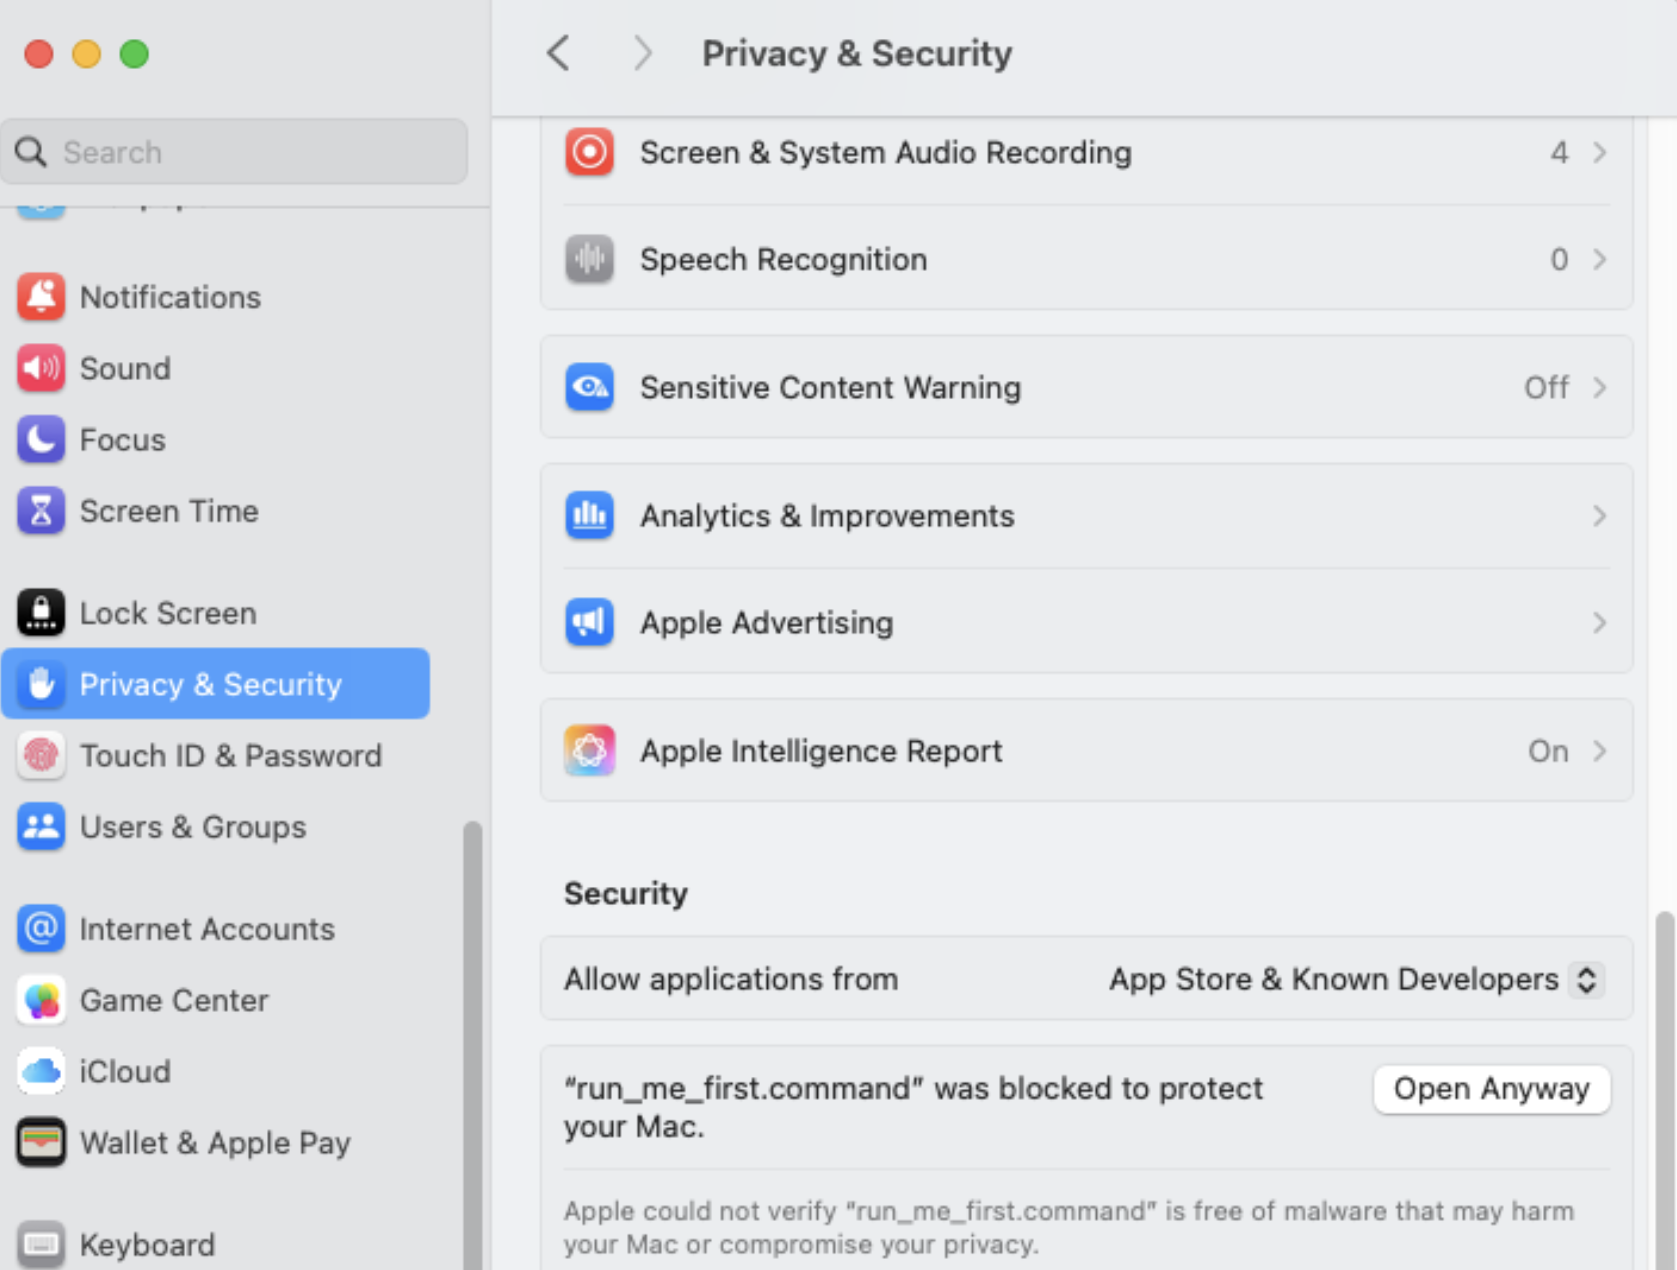 Privacy & Security
Search
Screen & System Audio Recording 4
Speech Recognition 0
Sensitive Content Warning Off
Analytics & Improvements
Apple Advertising
Apple Intelligence Report On
Security
Allow applications from App Store & Known Developers
“run_me_first.command” was blocked to protect
your Mac.
Open Anyway
Apple could not verify “run_me_first.command” is free of malware that may harm
your Mac or compromise your privacy.
Notifications
Sound
Focus
Screen Time
Lock Screen
Privacy & Security
Touch ID & Password
Users & Groups
Internet Accounts
Game Center
iCloud
Wallet & Apple Pay
Keyboard